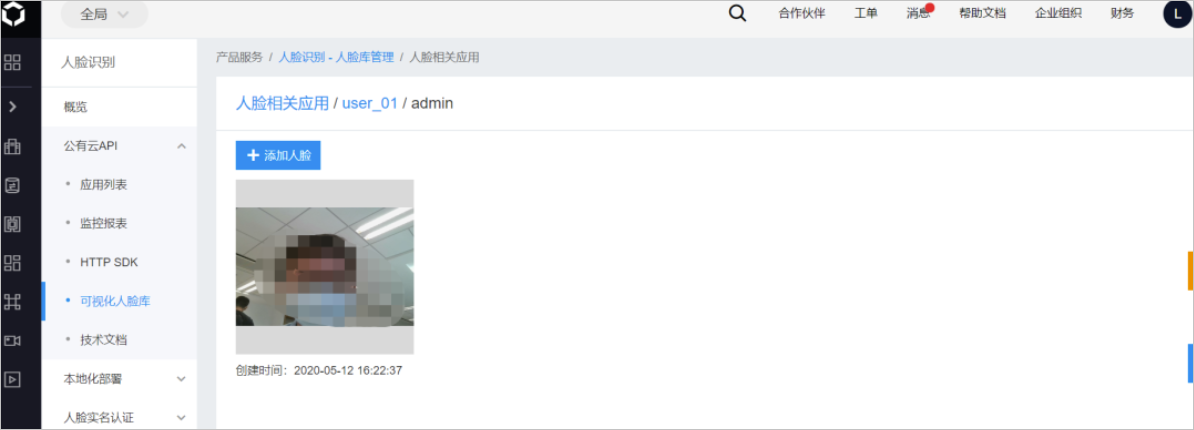 全局
合作伙伴 工单 消息 帮助文档 企业组织 财务 L
人脸识别
产品服务 / 人脸识别 - 人脸库管理 / 人脸相关应用
概览
人脸相关应用 / user_01 / admin
公有云API
+ 添加人脸
应用列表
监控报表
HTTP SDK
可视化人脸库
技术文档
创建时间：2020-05-12 16:22:37
本地化部署
人脸实名认证